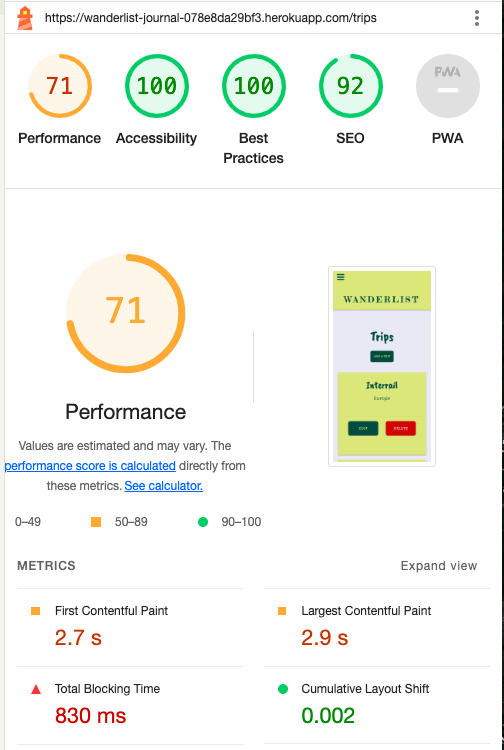 https://wanderlist-journal-078e8da29bf3.herokuapp.com/trips
71
100
100
92
PWA
Performance
Accessibility
Best
Practices
SEO
PWA
71
WANDERLIST
Trips
ADD A TRIP
Interrail
Europe
EDIT
DELETE
Performance
Values are estimated and may vary. The
performance score is calculated directly from
these metrics. See calculator.
0–49
50–89
90–100
METRICS
Expand view
First Contentful Paint
2.7 s
Largest Contentful Paint
2.9 s
Total Blocking Time
830 ms
Cumulative Layout Shift
0.002